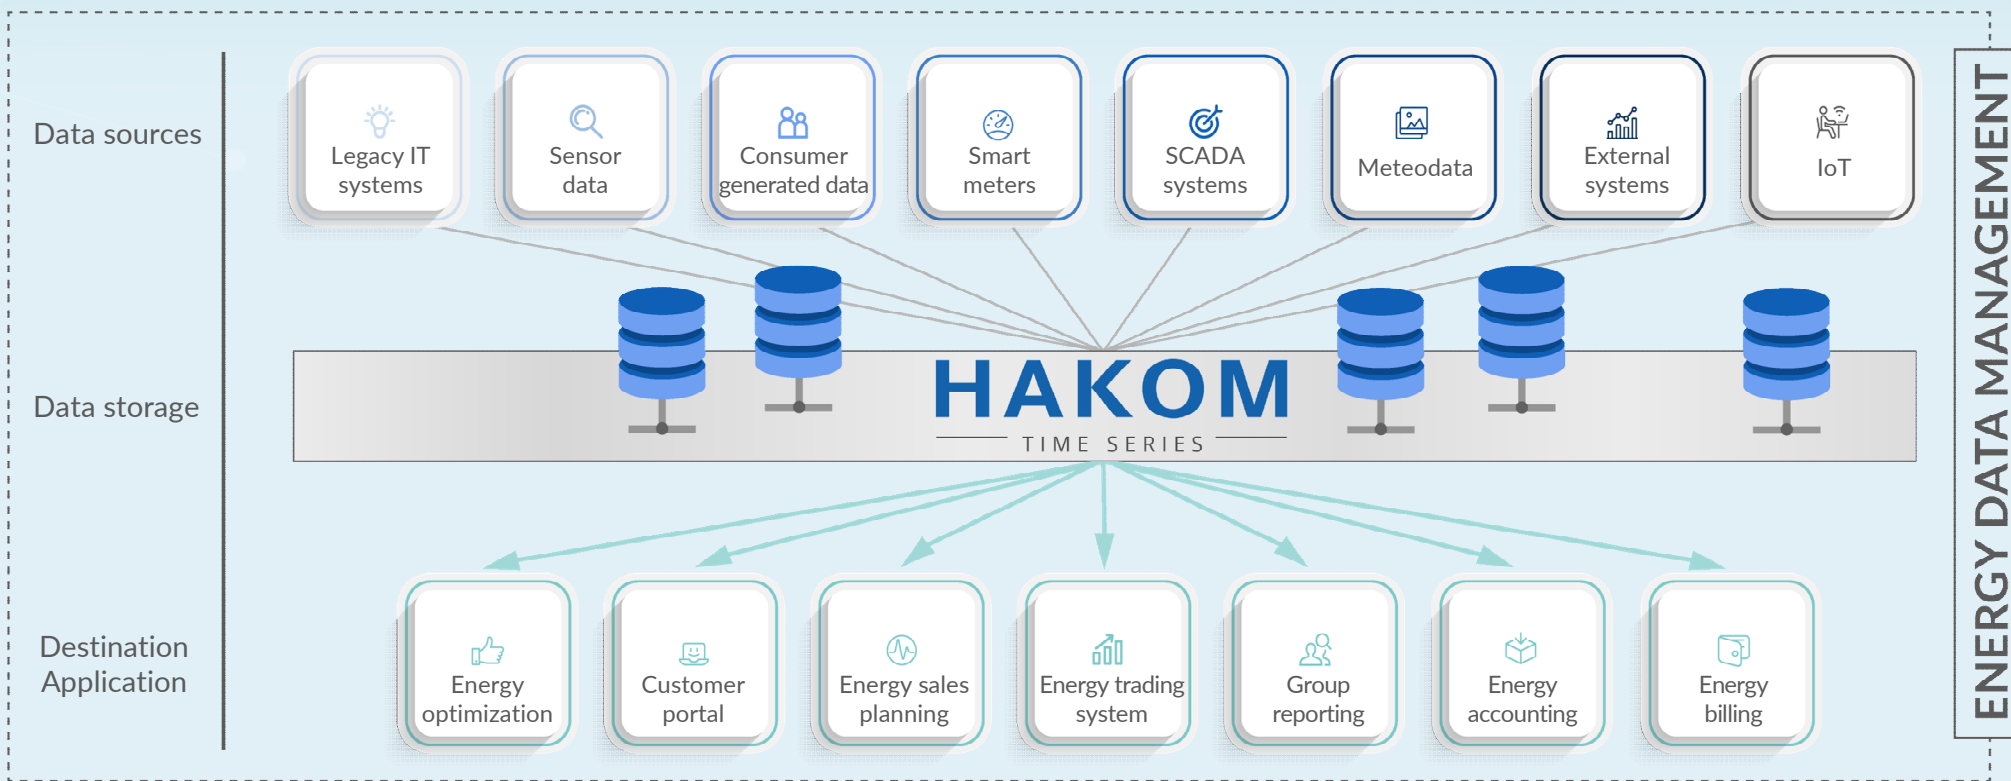 Data sources
Legacy IT
systems
Sensor
data
Consumer
generated data
Smart
meters
SCADA
systems
Meteodata
External
systems
IoT
Data storage
HAKOM
TIME SERIES
Destination
Application
Energy
optimization
Customer
portal
Energy sales
planning
Energy trading
system
Group
reporting
Energy
accounting
Energy
billing
ENERGY DATA MANAGEMENT